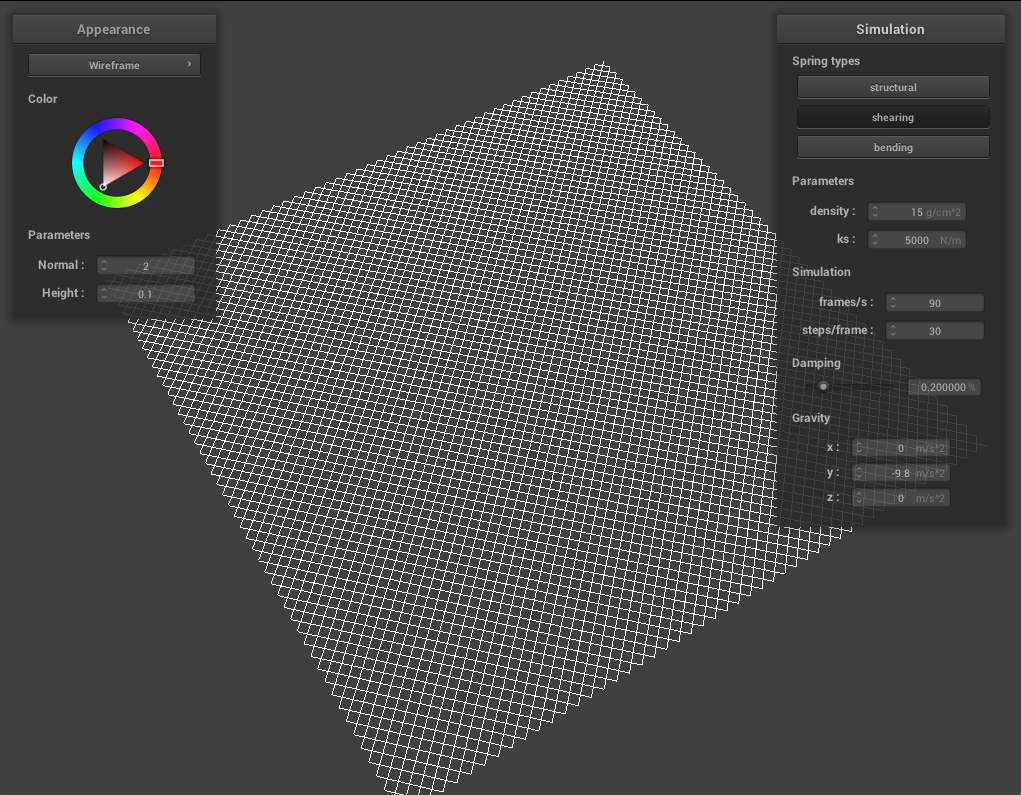 Appearance
Wireframe
Color
Parameters
Normal : 2
Height : 0.1
Simulation
Spring types
structural
shearing
bending
Parameters
density : 15 g/cm^2
ks : 5000 N/m
Simulation
frames/s : 90
steps/frame : 30
Damping
0.200000 %
Gravity
x : 0 m/s^2
y : -9.8 m/s^2
z : 0 m/s^2